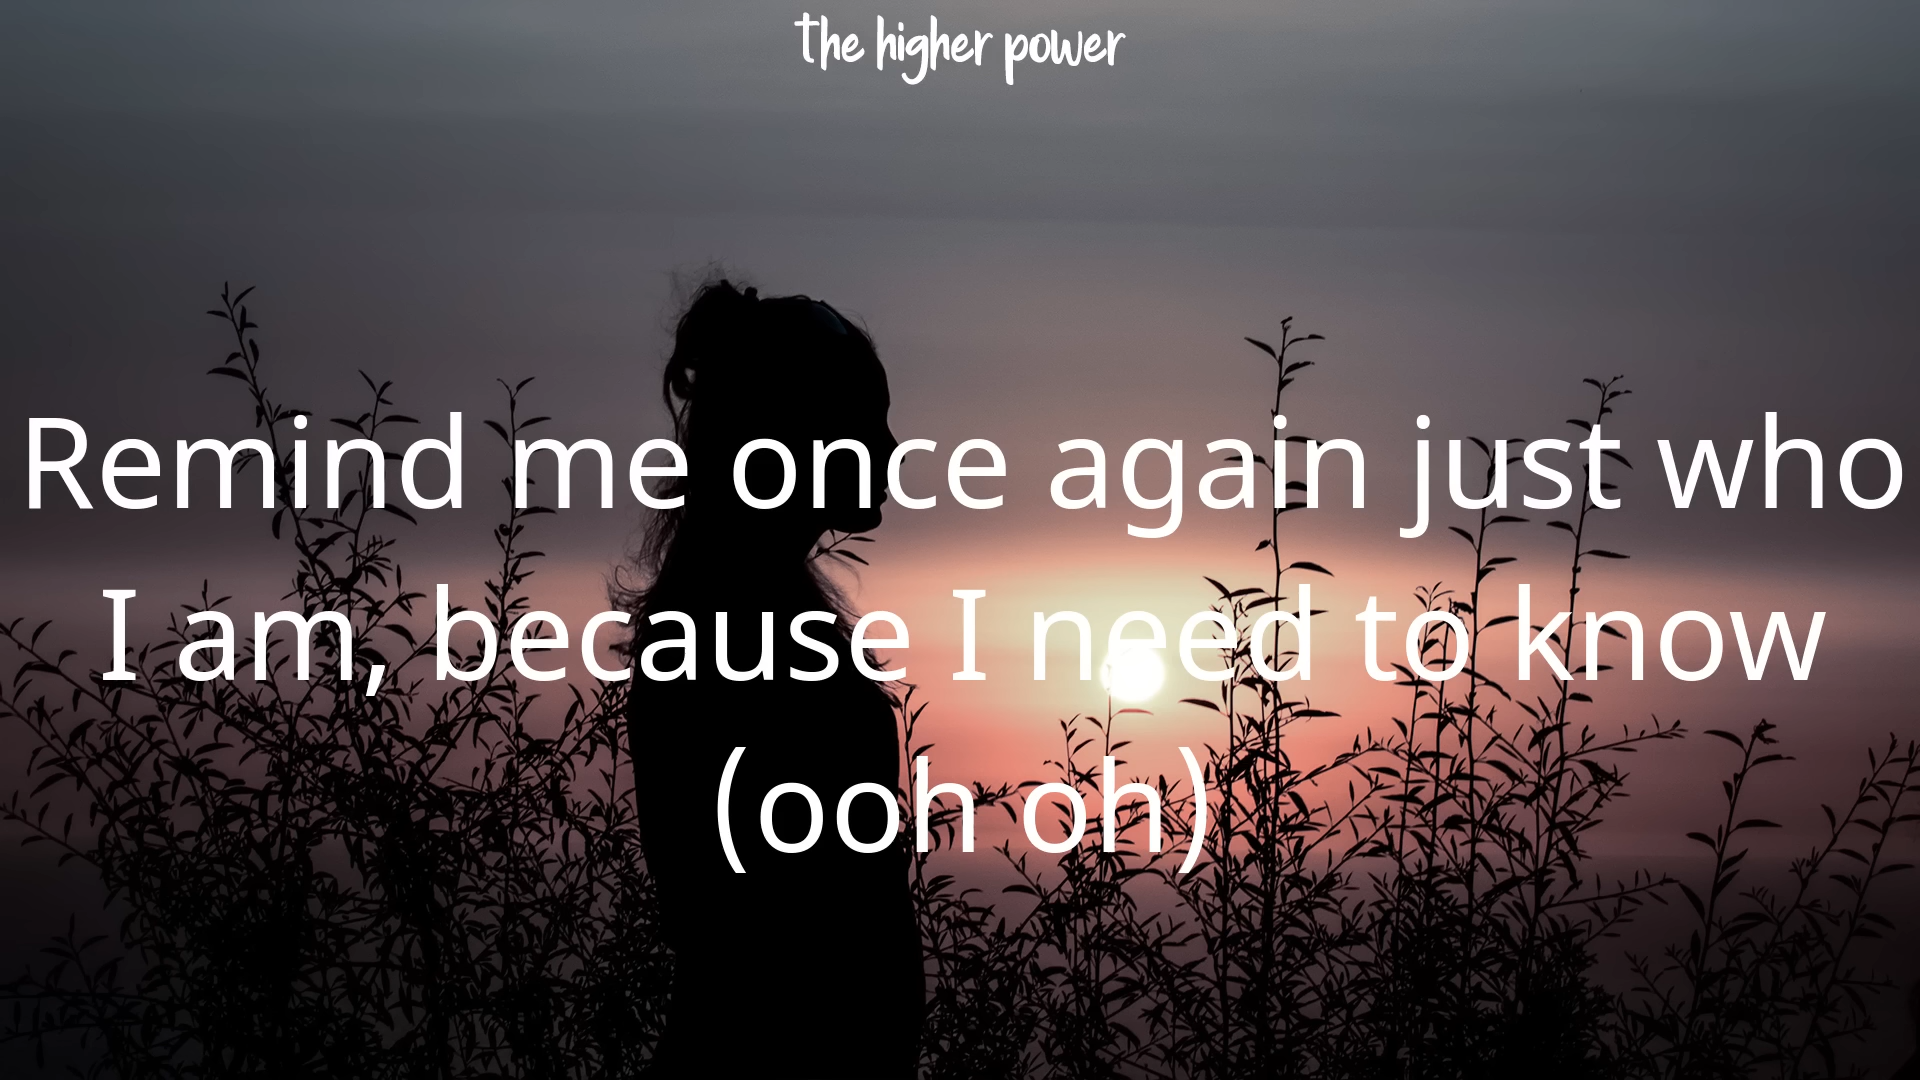 the higher power
Remind me once again just who
I am, because I need to know
(ooh oh)